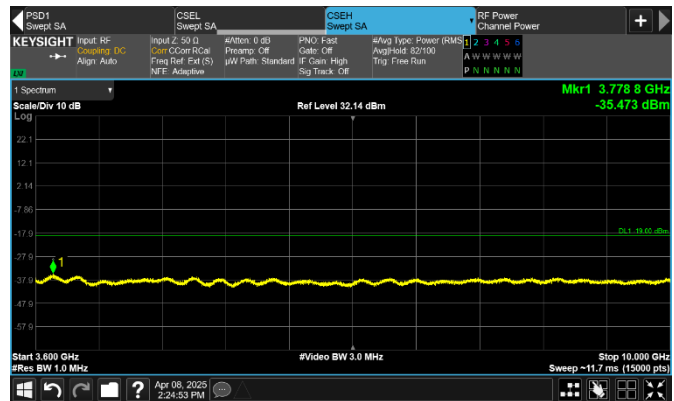 PSD1
Swept SA
CSEL
Swept SA
CSEH
Swept SA
RF Power
Channel Power
KEYSIGHT
Input: RF
Coupling: DC
Align: Auto
Input Z: 50 Ω
Corr CCorr RCal
Freq Ref: Ext (S)
NFE: Adaptive
#Atten: 0 dB
Preamp: Off
µW Path: Standard
PNO: Fast
Gate: Off
IF Gain: High
Sig Track: Off
#Avg Type: Power (RMS)
Avg|Hold: 82/100
Trig: Free Run
1 2 3 4 5 6
A W W W W W
P N N N N N
LXI
1 Spectrum
Scale/Div 10 dB
Ref Level 32.14 dBm
Mkr1 3.778 8 GHz
-35.473 dBm
Log
22.1
12.1
2.14
-7.86
-17.9
DL1 -19.00 dBm
-27.9
1
-37.9
-47.9
-57.9
Start 3.600 GHz
#Video BW 3.0 MHz
Stop 10.000 GHz
#Res BW 1.0 MHz
Sweep ~11.7 ms (15000 pts)
?
Apr 08, 2025
2:24:53 PM